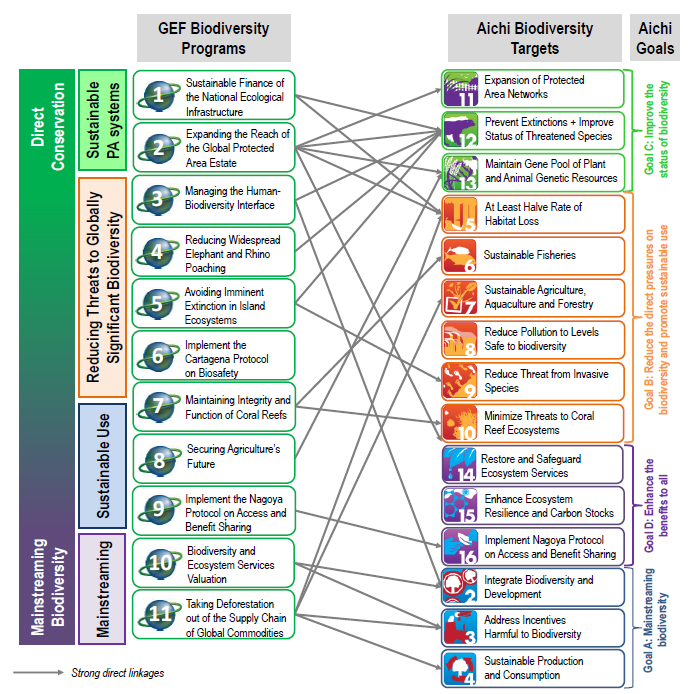 GEF Biodiversity
Programs
Aichi Biodiversity
Targets
Aichi
Goals
Direct
Conservation
Mainstreaming
Biodiversity
Sustainable
PA systems
Reducing Threats to Globally
Significant Biodiversity
Sustainable Use
Mainstreaming
1
Sustainable Finance of
the National Ecological
Infrastructure
2
Expanding the Reach of
the Global Protected
Area Estate
3
Managing the Human-
Biodiversity Interface
4
Reducing Widespread
Elephant and Rhino
Poaching
5
Avoiding Imminent
Extinction in Island
Ecosystems
6
Implement the
Cartagena Protocol
on Biosafety
7
Maintaining Integrity and
Function of Coral Reefs
8
Securing Agriculture's
Future
9
Implement the Nagoya
Protocol on Access and
Benefit Sharing
10
Biodiversity and
Ecosystem Services
Valuation
11
Taking Deforestation
out of the Supply Chain
of Global Commodities
11
Expansion of Protected
Area Networks
12
Prevent Extinctions + Improve
Status of Threatened Species
13
Maintain Gene Pool of Plant
and Animal Genetic Resources
5
At Least Halve Rate of
Habitat Loss
6
Sustainable Fisheries
7
Sustainable Agriculture,
Aquaculture and Forestry
8
Reduce Pollution to Levels
Safe to biodiversity
9
Reduce Threat from Invasive
Species
10
Minimize Threats to Coral
Reef Ecosystems
14
Restore and Safeguard
Ecosystem Services
15
Enhance Ecosystem
Resilience and Carbon Stocks
16
Implement Nagoya Protocol
on Access and Benefit Sharing
2
Integrate Biodiversity and
Development
3
Address Incentives
Harmful to Biodiversity
4
Sustainable Production
and Consumption
Goal C: Improve the
status of biodiversity
Goal B: Reduce the direct pressures on
biodiversity and promote sustainable use
Goal D: Enhance the
benefits to all
Goal A: Mainstreaming
biodiversity
Strong direct linkages